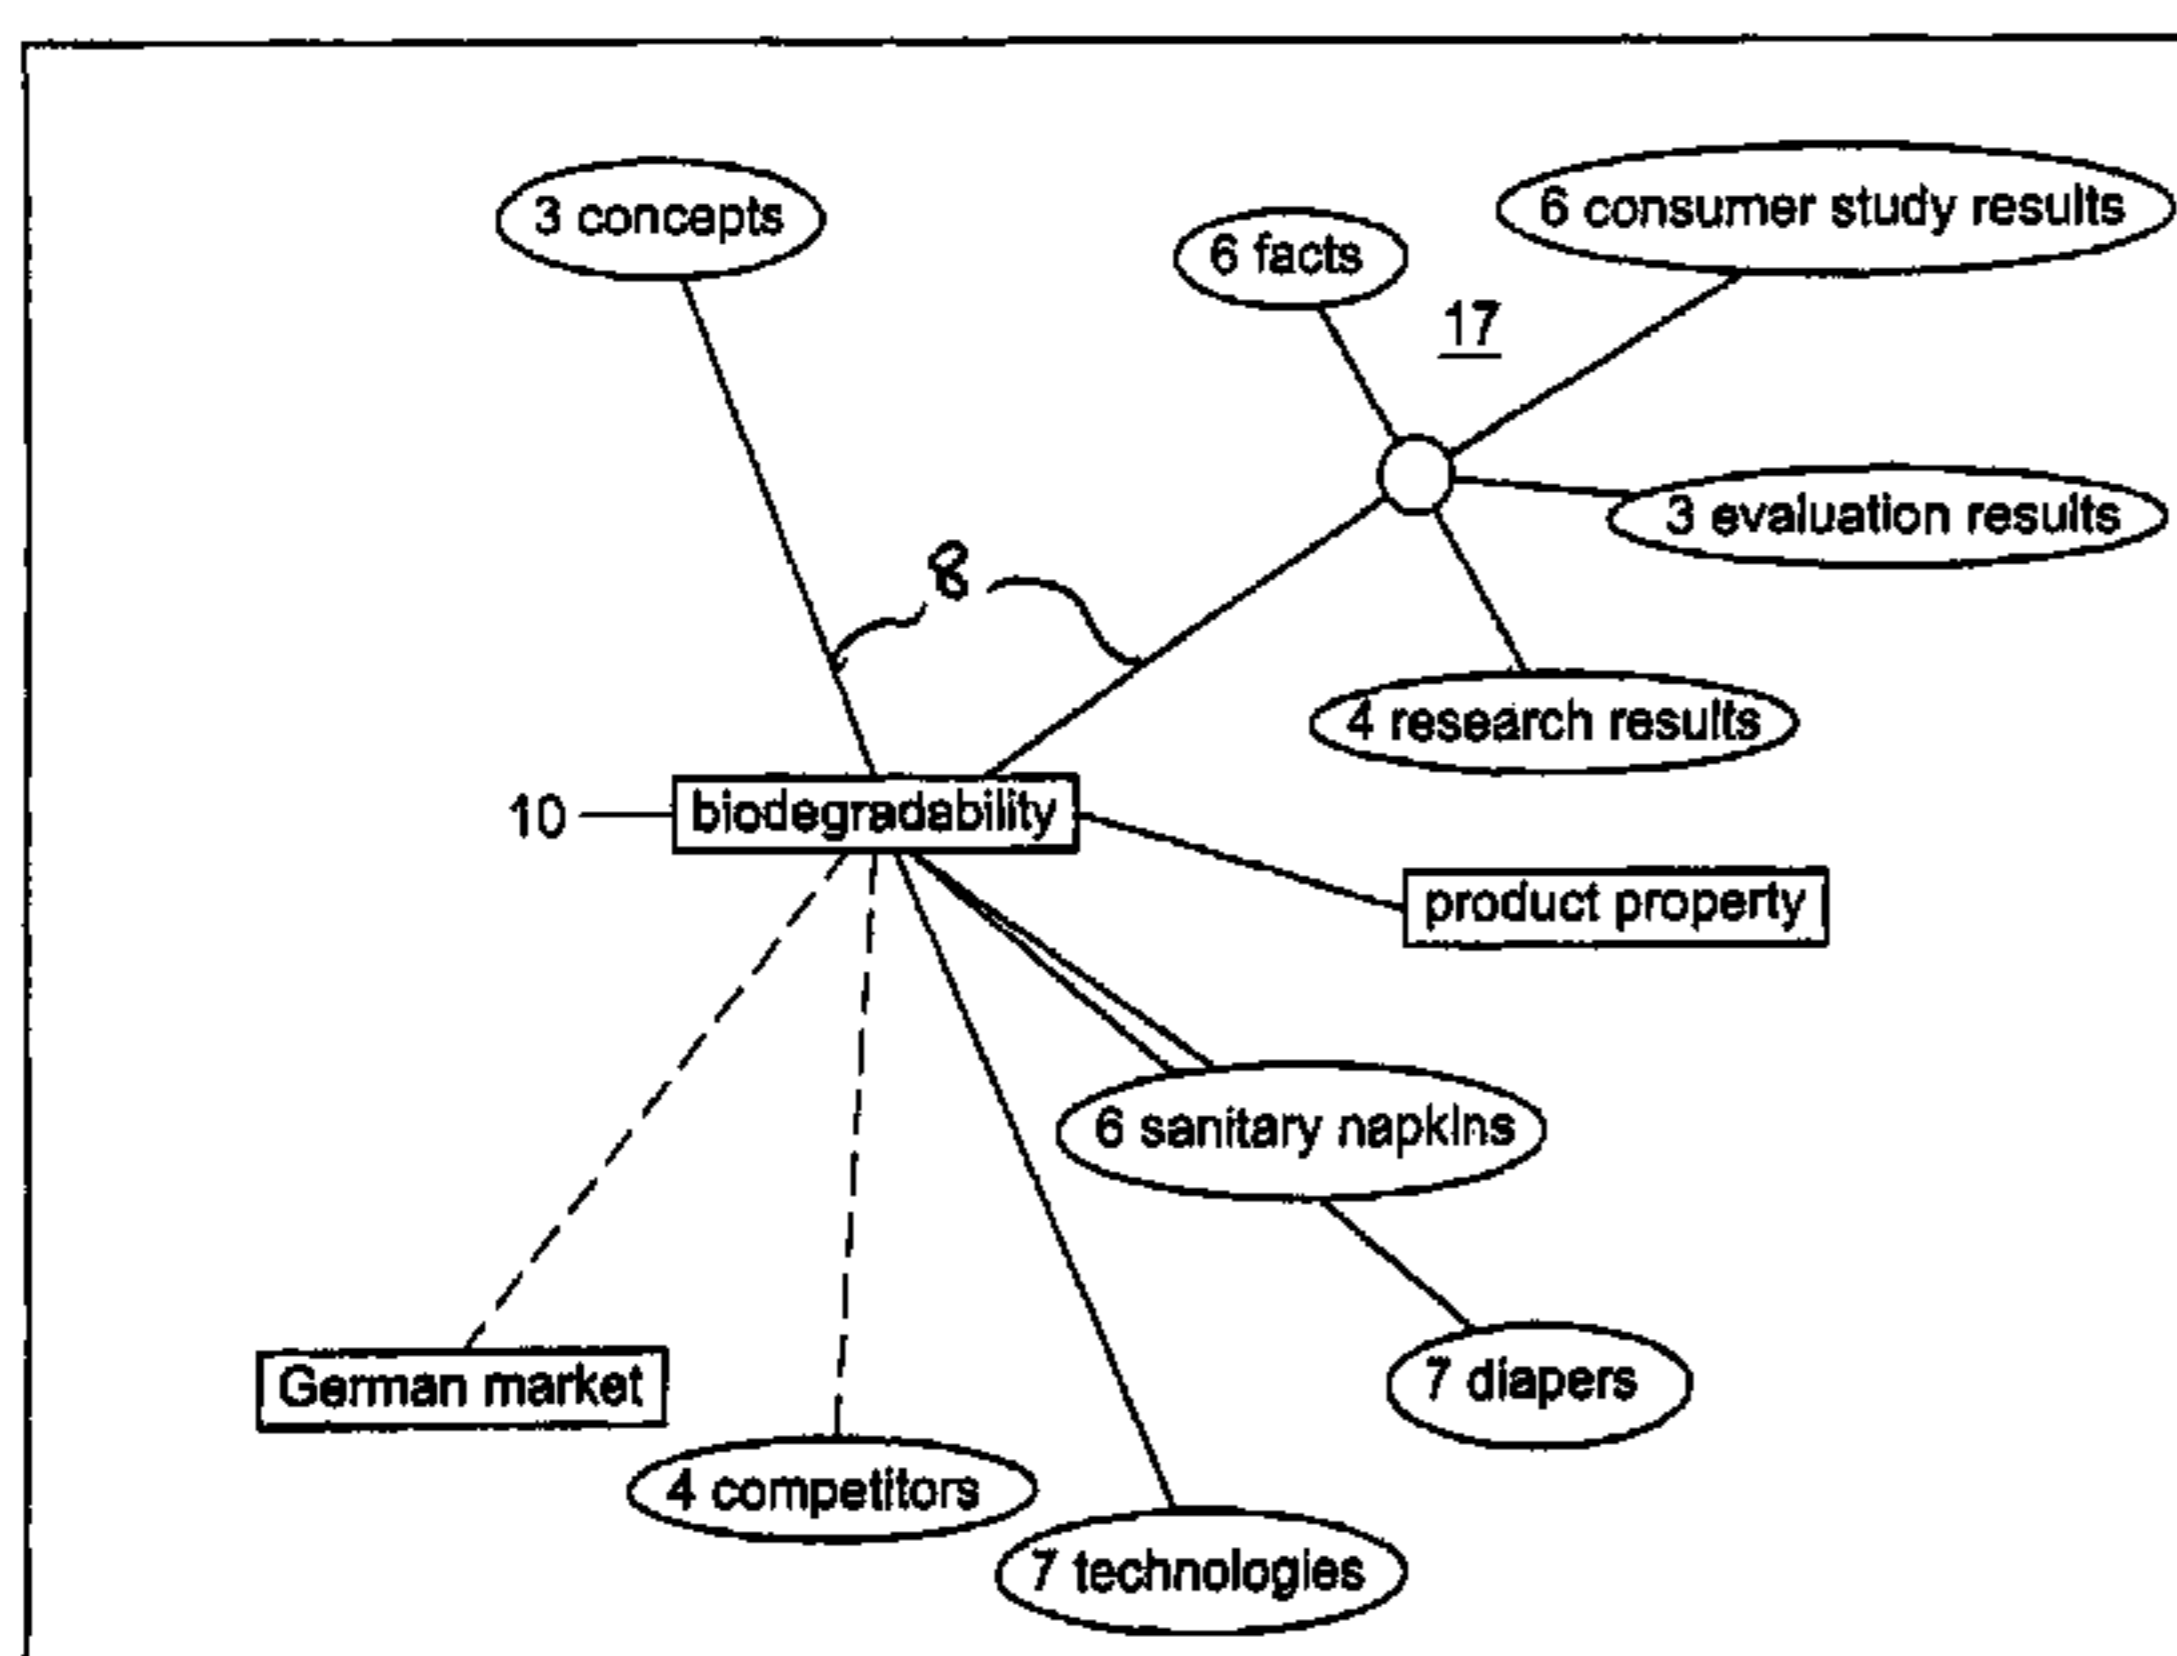 3 concepts
6 consumer study results
6 facts
17
3 evaluation results
8
4 research results
10
biodegradability
product property
6 sanitary napkins
German market
7 diapers
4 competitors
7 technologies